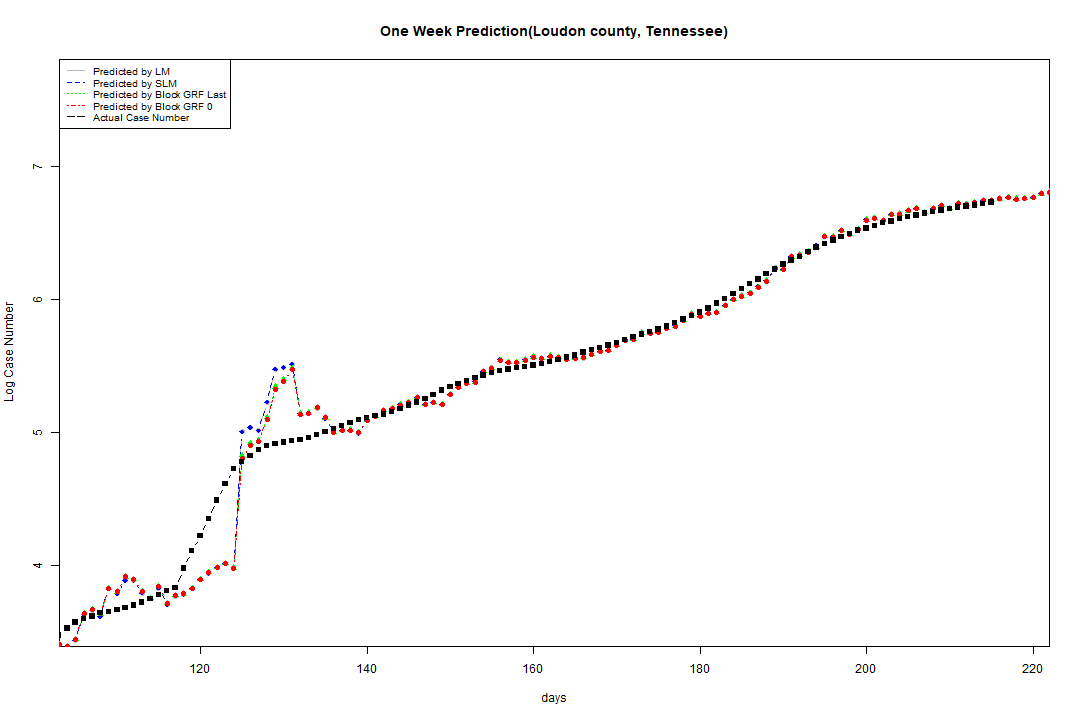 One Week Prediction(Loudon county, Tennessee)
Predicted by LM
Predicted by SLM
Predicted by Block GRF Last
Predicted by Block GRF 0
Actual Case Number
7
6
5
4
Log Case Number
120 140 160 180 200 220
days